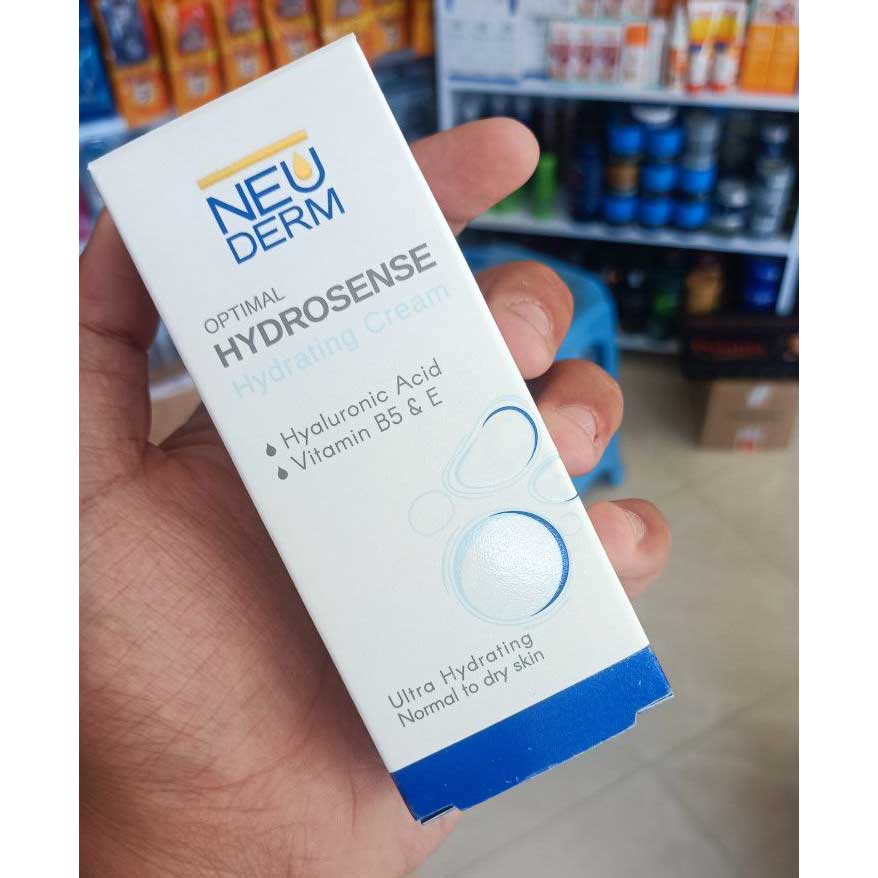 NEU
DERM
OPTIMAL
HYDROSENSE
Hydrating Cream
Hyaluronic Acid
Vitamin B5 & E
Ultra Hydrating
Normal to dry skin